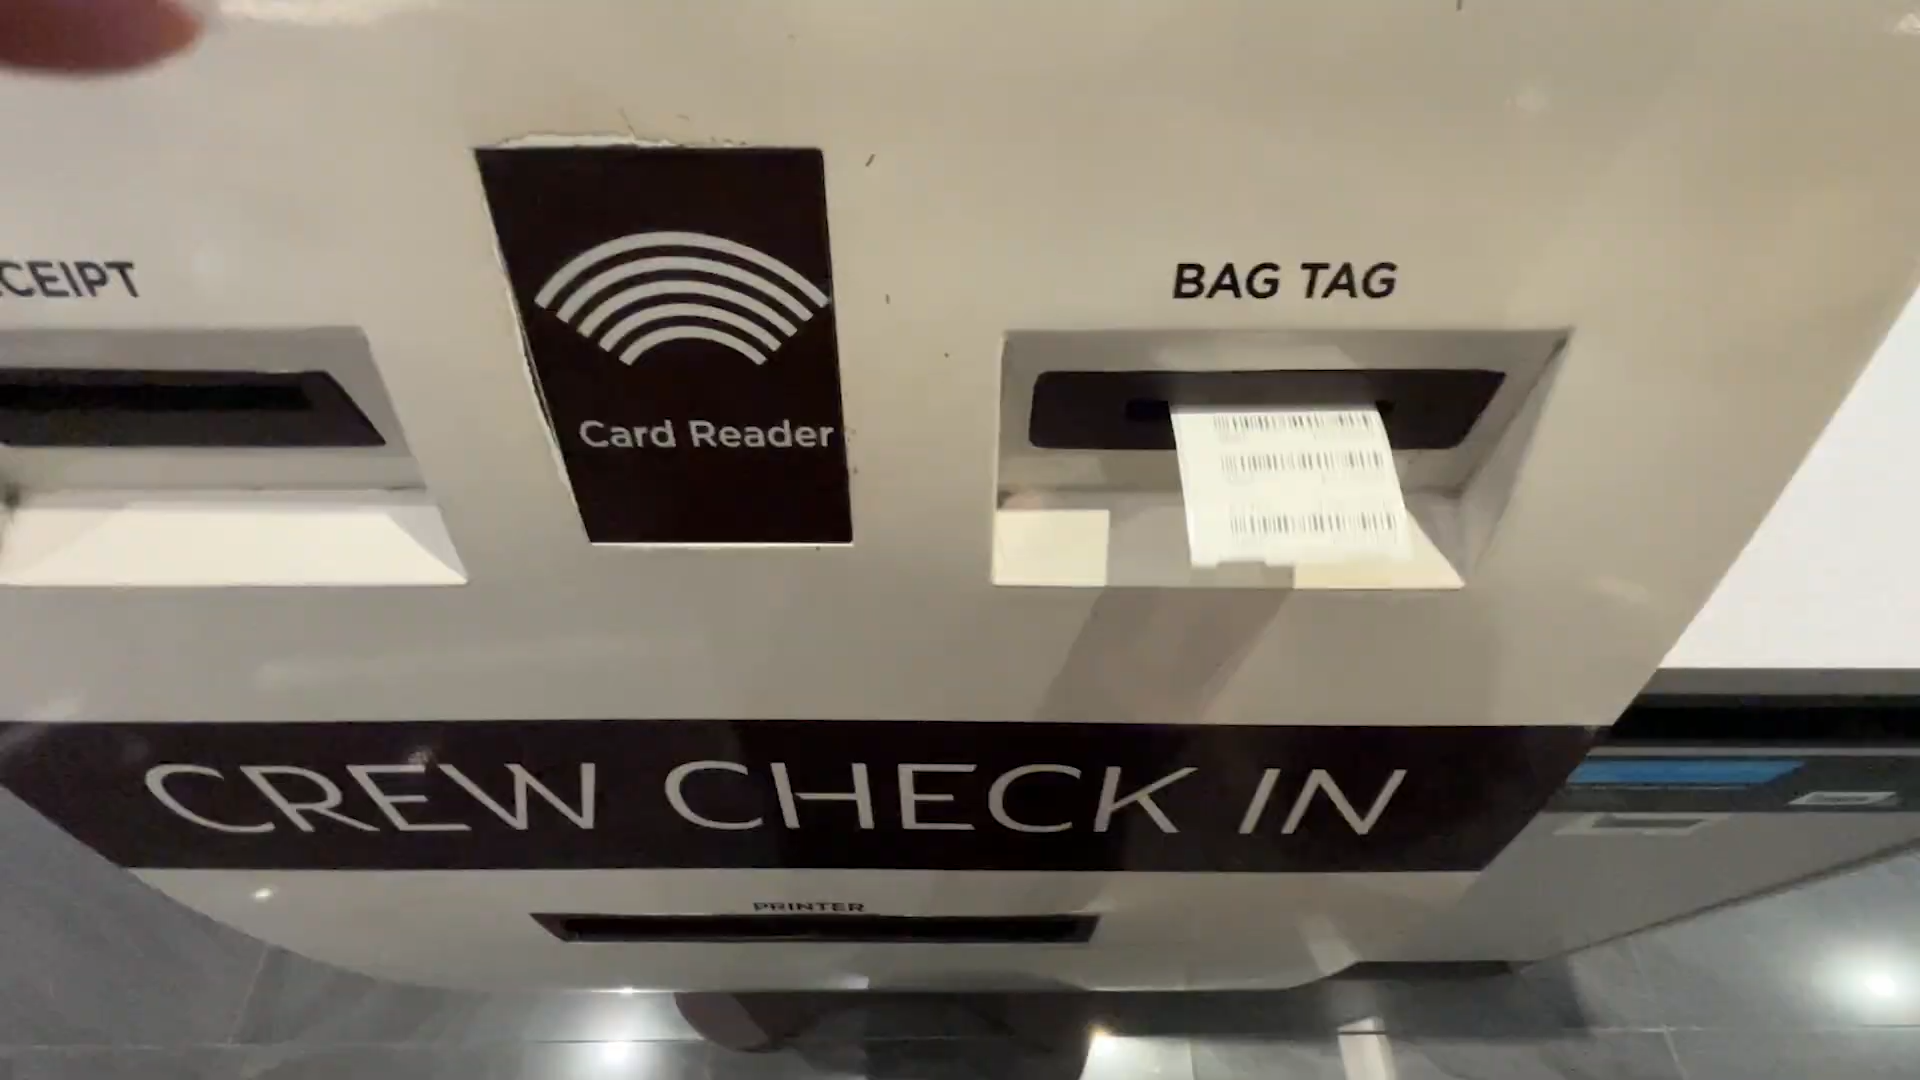 CEIPT
Card Reader
BAG TAG
CREW CHECK IN
PRINTER